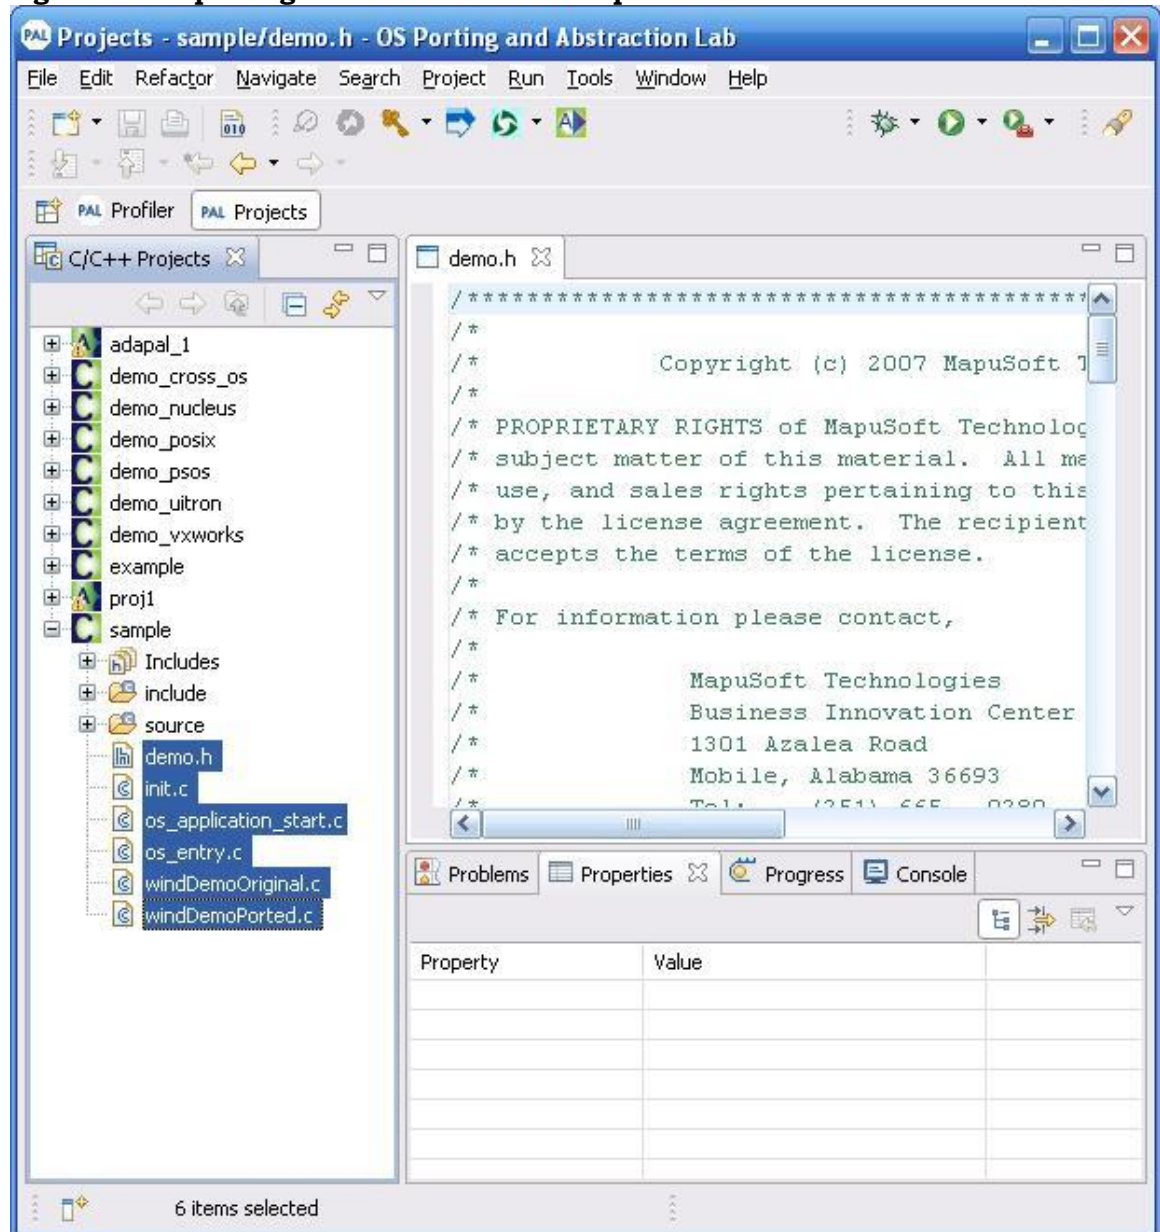 PAL Projects - sample/demo.h - OS Porting and Abstraction Lab
File Edit Refactor Navigate Search Project Run Tools Window Help
010
A
PAL Profiler PAL Projects
C/C++ Projects
demo.h
adapal_1
demo_cross_os
demo_nucleus
demo_posix
demo_psos
demo_uitron
demo_vxworks
example
proj1
sample
Includes
include
source
demo.h
init.c
os_application_start.c
os_entry.c
windDemoOriginal.c
windDemoPorted.c
/******************************************
/*
/* Copyright (c) 2007 MapuSoft T
/*
/* PROPRIETARY RIGHTS of MapuSoft Technolog
/* subject matter of this material. All ma
/* use, and sales rights pertaining to this
/* by the license agreement. The recipient
/* accepts the terms of the license.
/*
/* For information please contact,
/*
/* MapuSoft Technologies
/* Business Innovation Center
/* 1301 Azalea Road
/* Mobile, Alabama 36693
Problems Properties Progress Console
Property Value
6 items selected